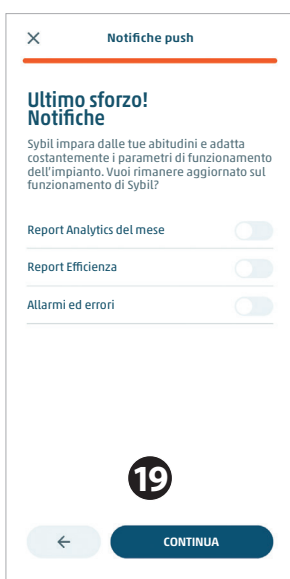 Notifiche push
Ultimo sforzo!
Notifiche
Sybil impara dalle tue abitudini e adatta
costantemente i parametri di funzionamento
dell'impianto. Vuoi rimanere aggiornato sul
funzionamento di Sybil?
Report Analytics del mese
Report Efficienza
Allarmi ed errori
19
CONTINUA